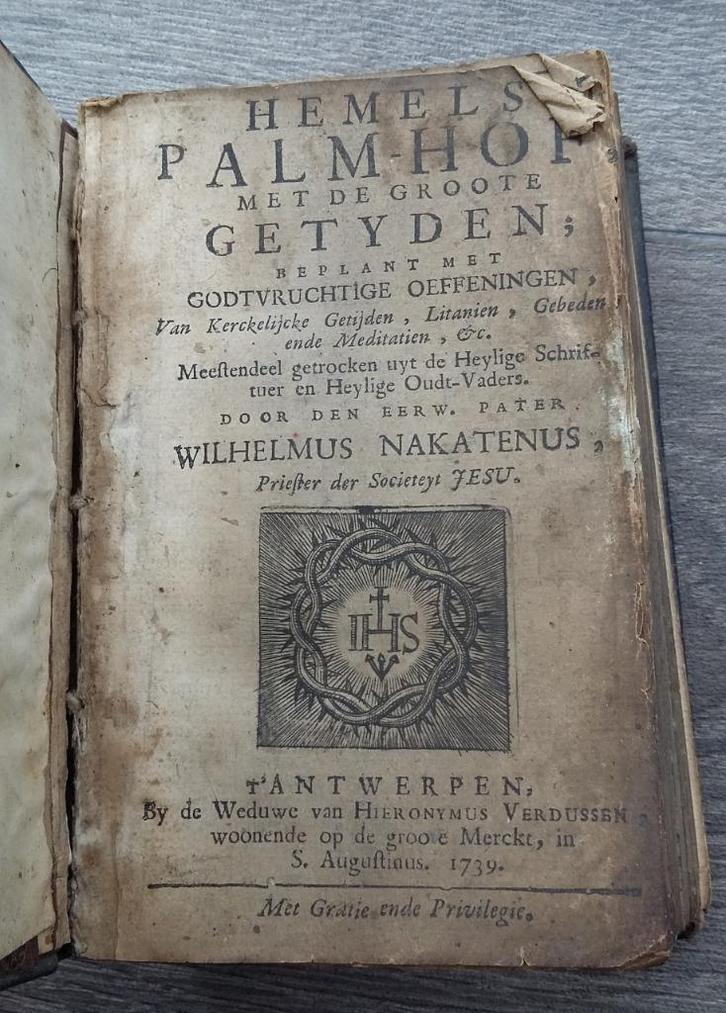 HEMELS
PALM-HOF,
MET DE GROOTE
GETYDEN;
BEPLANT MET
GODTVRUCHTIGE OEFFENINGEN,
Van Kerckelijcke Getijden, Litanien, Gebeden
ende Meditatien, &c.
Meestendeel getrocken uyt de Heylige Schrif-
tuer en Heylige Oudt-Vaders.
DOOR DEN EERW. PATER
WILHELMUS NAKATENUS,
Priester der Societeyt JESU.
IHS
t'ANTWERPEN,
By de Weduwe van HIERONYMUS VERDUSSEN,
woonende op de groote Merckt, in
S. Augustinus. 1739.
Met Gratie ende Privilegie.